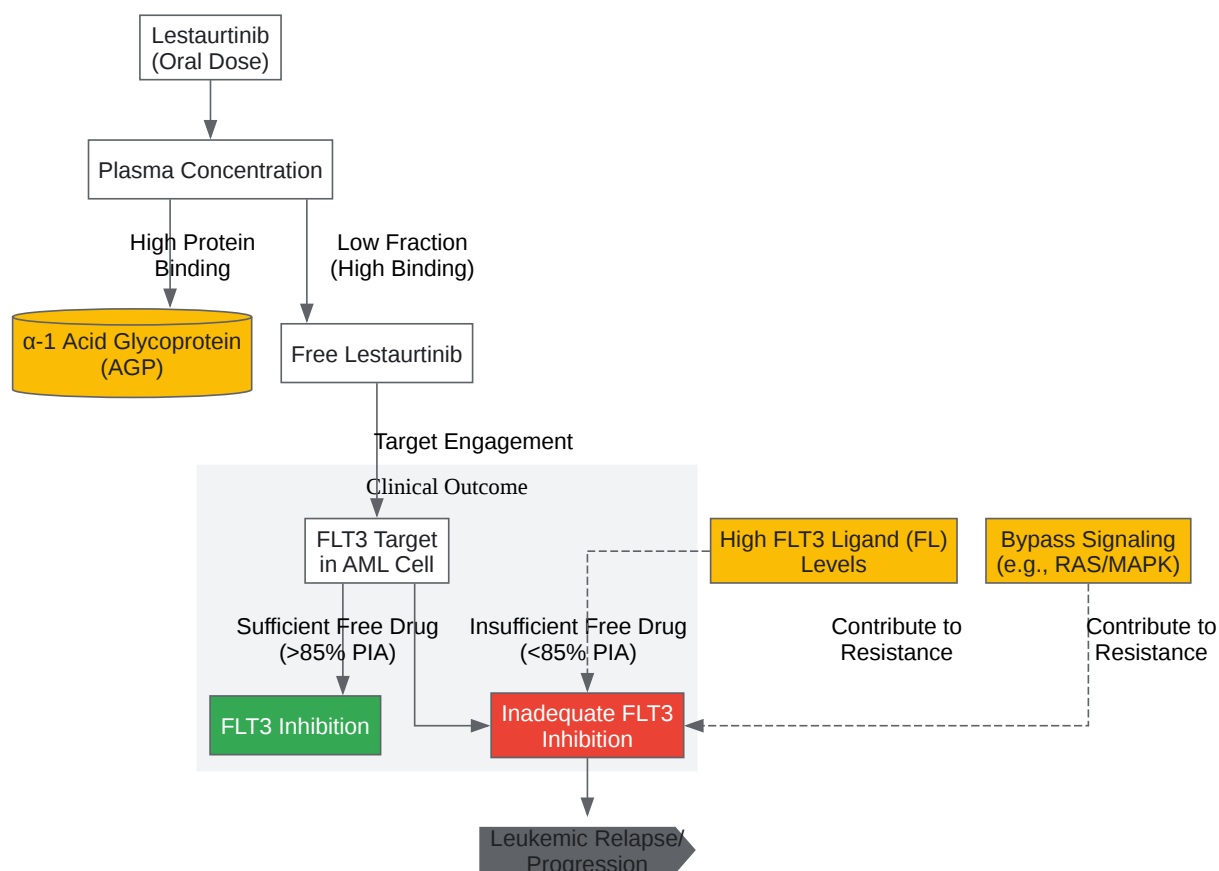 Lestaurtinib
(Oral Dose)
Plasma Concentration
High Protein
Binding
Low Fraction
(High Binding)
α-1 Acid Glycoprotein
(AGP)
Free Lestaurtinib
Target Engagement
Clinical Outcome
FLT3 Target
in AML Cell
High FLT3 Ligand (FL)
Levels
Bypass Signaling
(e.g., RAS/MAPK)
Sufficient Free Drug
(>85% PIA)
Insufficient Free Drug
(<85% PIA)
Contribute to
Resistance
Contribute to
Resistance
FLT3 Inhibition
Inadequate FLT3
Inhibition
Leukemic Relapse/
Progression